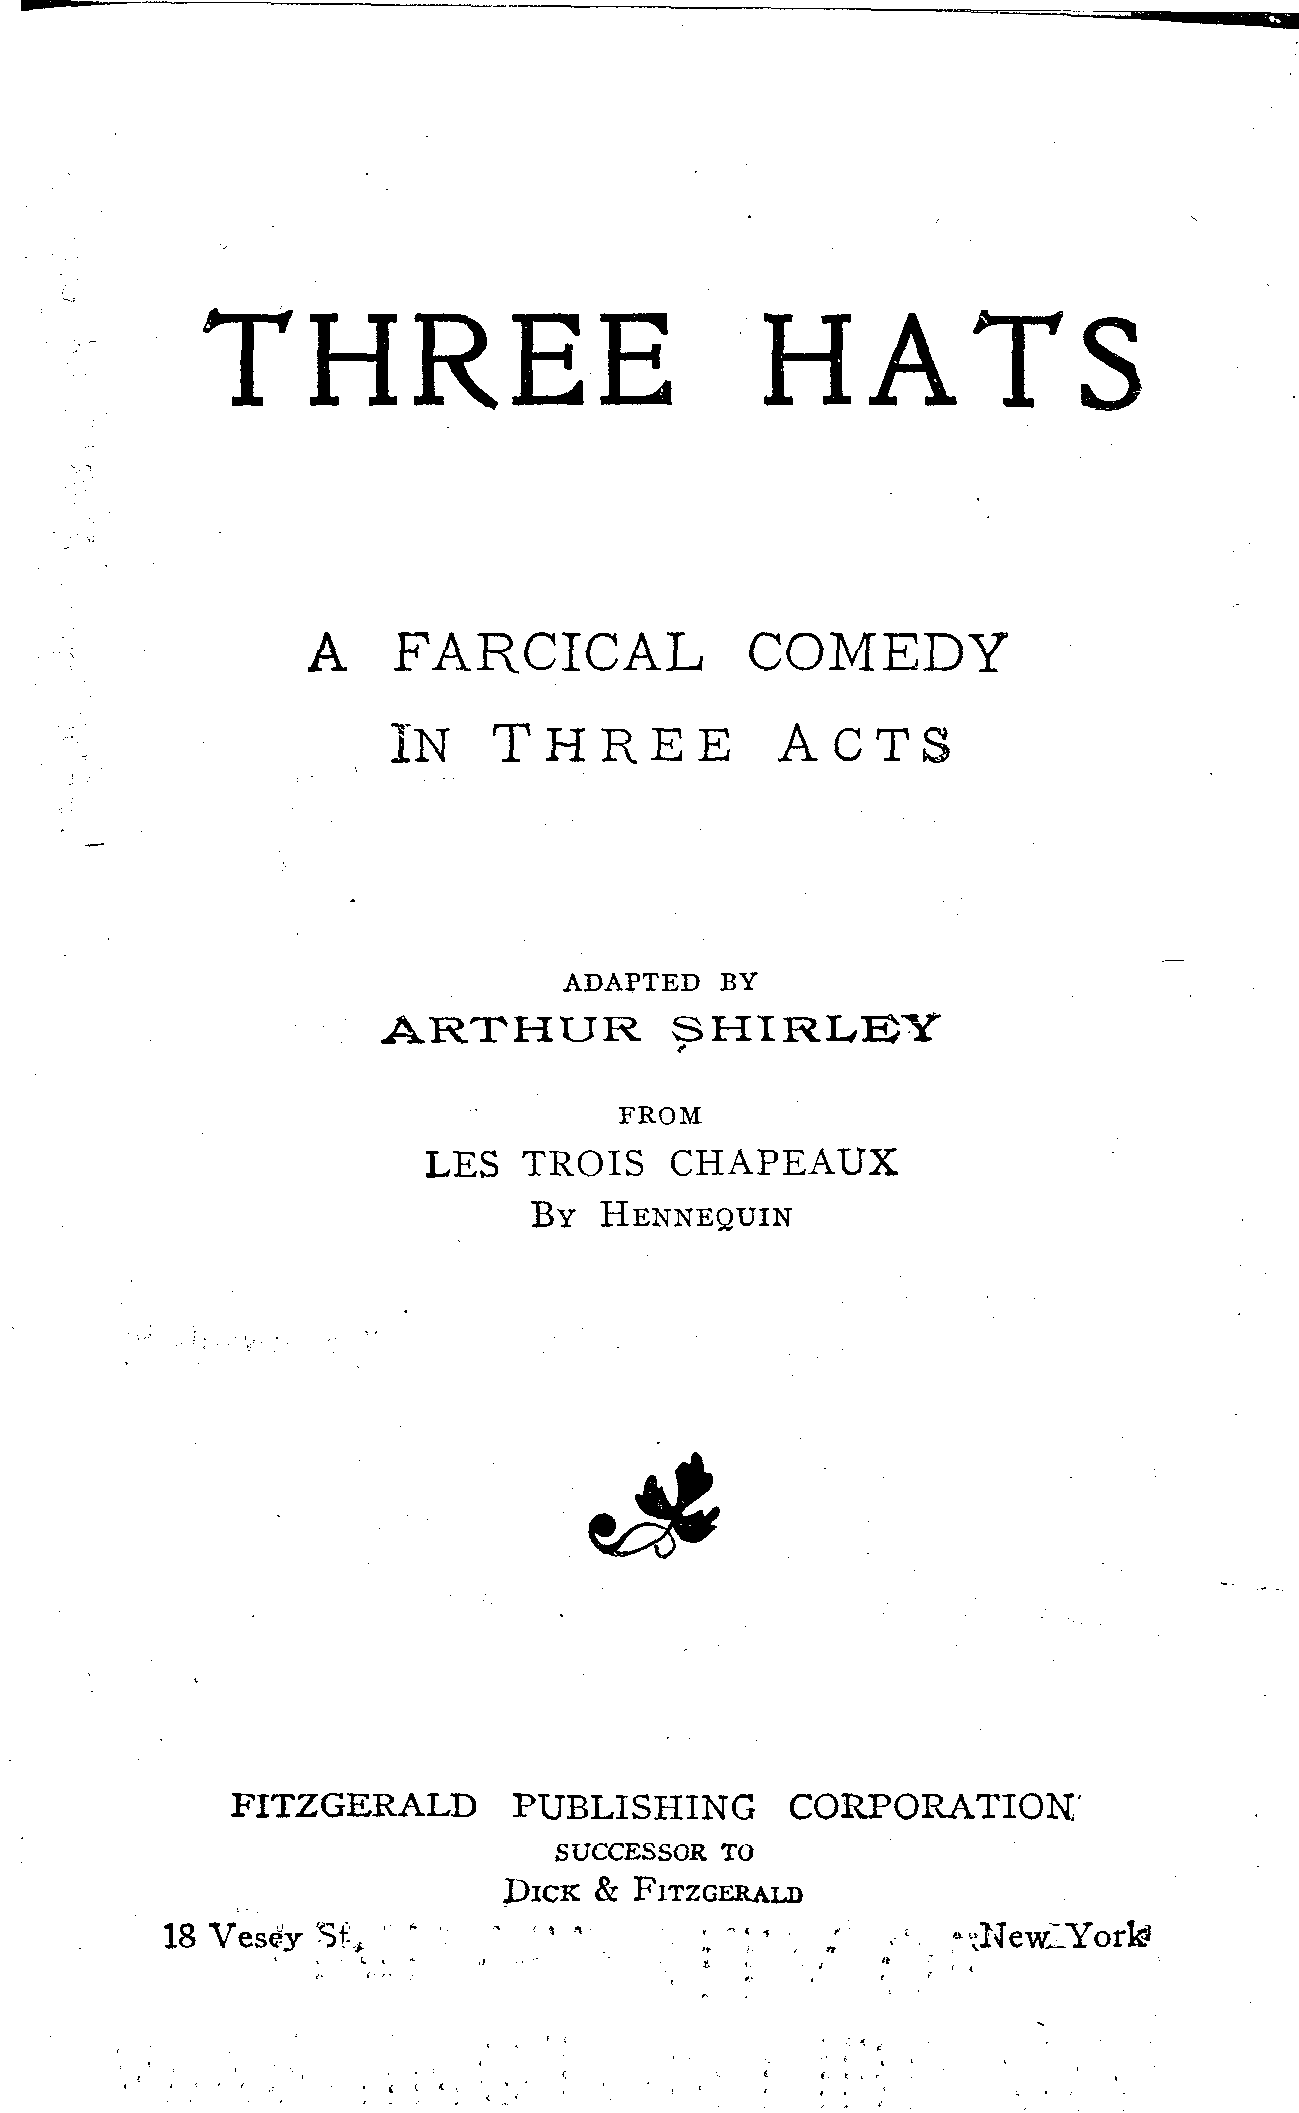 THREE HATS
A FARCICAL COMEDY
IN THREE ACTS
ADAPTED BY
ARTHUR SHIRLEY
FROM
LES TROIS CHAPEAUX
BY HENNEQUIN
FITZGERALD PUBLISHING CORPORATION
SUCCESSOR TO
DICK & FITZGERALD
18 Vesey St. New York